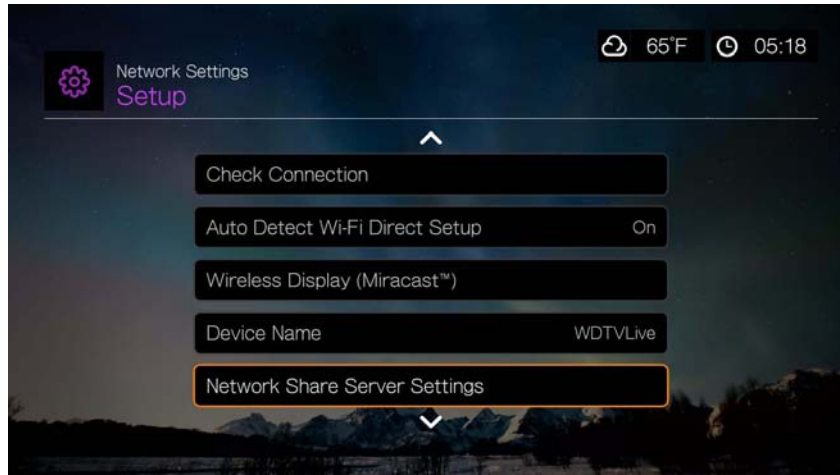 65°F 05:18
Network Settings
Setup
Check Connection
Auto Detect Wi-Fi Direct Setup On
Wireless Display (Miracast™)
Device Name WDTVLive
Network Share Server Settings